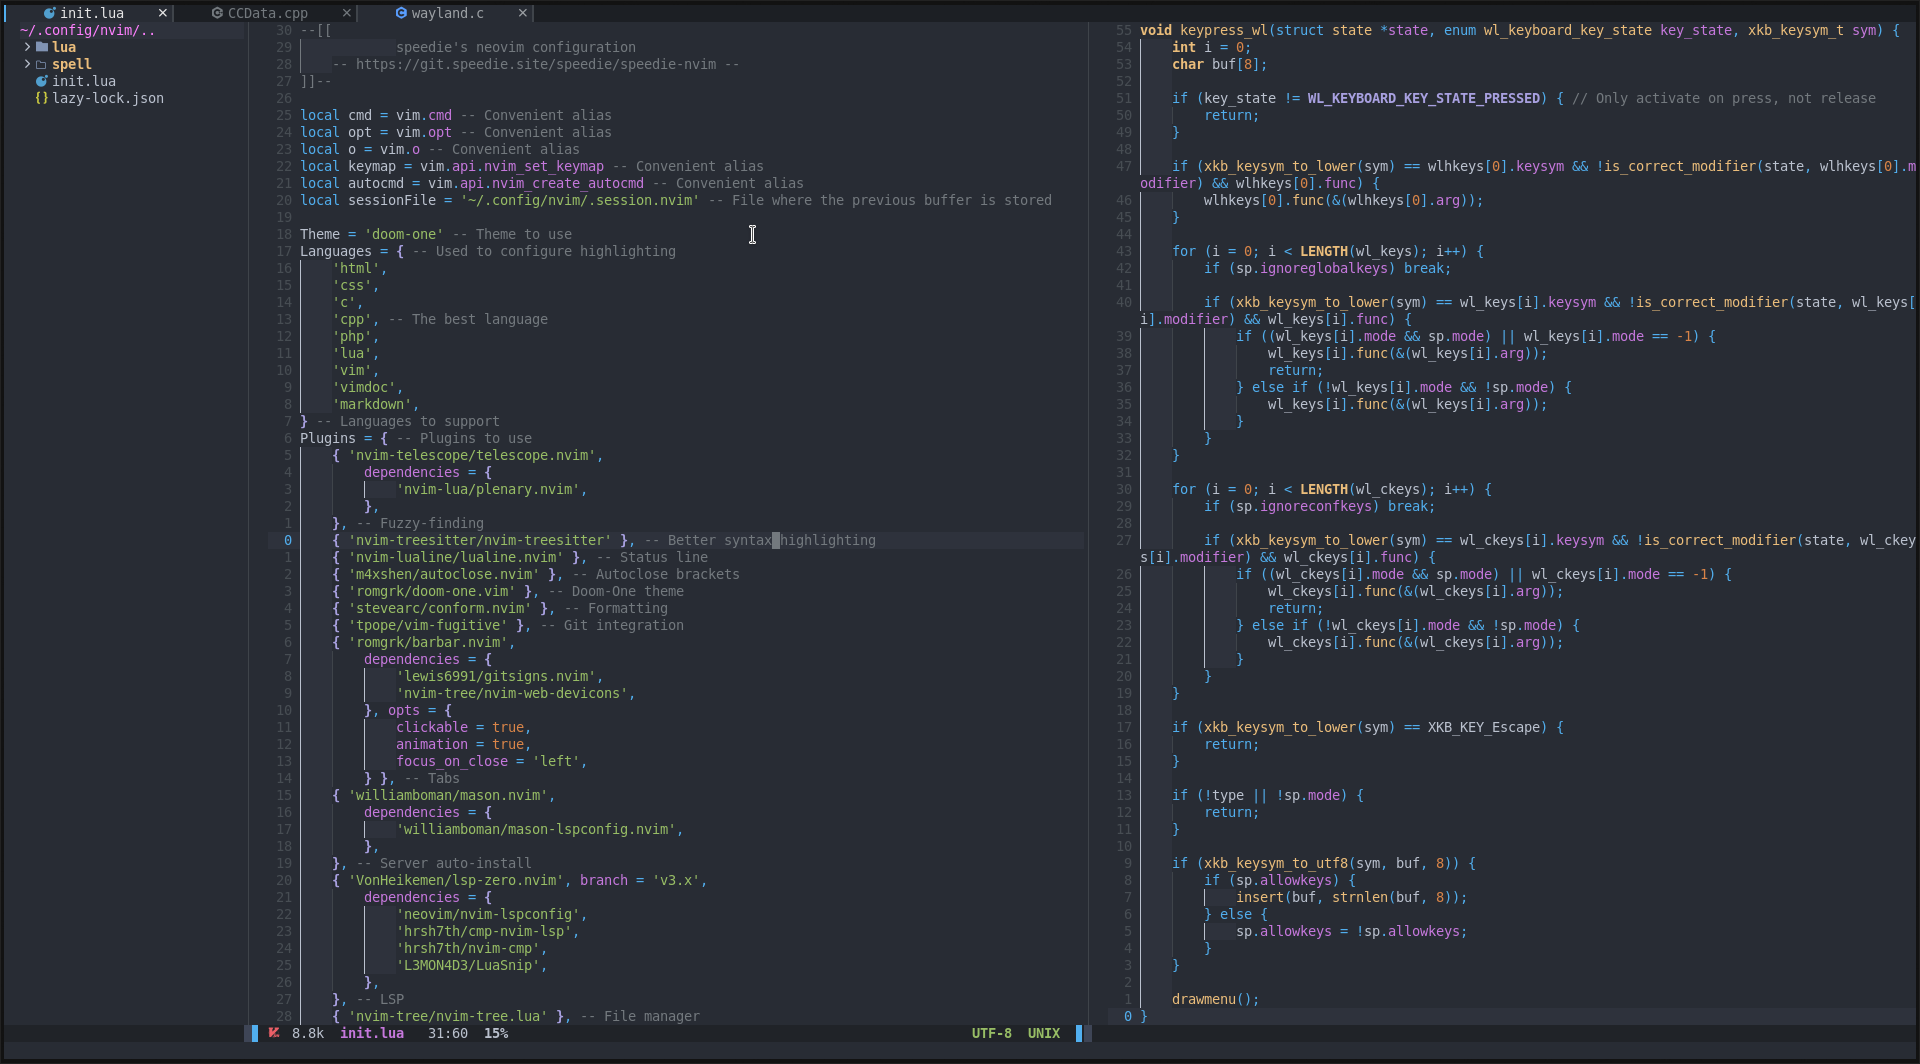 init.lua
CCData.cpp
wayland.c
~/.config/nvim/..
lua
spell
init.lua
{} lazy-lock.json
30 --[[
29 speedie's neovim configuration
28 -- https://git.speedie.site/speedie/speedie-nvim --
27 ]]--
26
25 local cmd = vim.cmd -- Convenient alias
24 local opt = vim.opt -- Convenient alias
23 local o = vim.o -- Convenient alias
22 local keymap = vim.api.nvim_set_keymap -- Convenient alias
21 local autocmd = vim.api.nvim_create_autocmd -- Convenient alias
20 local sessionFile = '~/.config/nvim/.session.nvim' -- File where the previous buffer is stored
19
18 Theme = 'doom-one' -- Theme to use
17 Languages = { -- Used to configure highlighting
16 'html',
15 'css',
14 'c',
13 'cpp', -- The best language
12 'php',
11 'lua',
10 'vim',
9 'vimdoc',
8 'markdown',
7 } -- Languages to support
6 Plugins = { -- Plugins to use
5 { 'nvim-telescope/telescope.nvim',
4 dependencies = {
3 'nvim-lua/plenary.nvim',
2 },
1 }, -- Fuzzy-finding
0 { 'nvim-treesitter/nvim-treesitter' }, -- Better syntax highlighting
1 { 'nvim-lualine/lualine.nvim' }, -- Status line
2 { 'm4xshen/autoclose.nvim' }, -- Autoclose brackets
3 { 'romgrk/doom-one.vim' }, -- Doom-One theme
4 { 'stevearc/conform.nvim' }, -- Formatting
5 { 'tpope/vim-fugitive' }, -- Git integration
6 { 'romgrk/barbar.nvim',
7 dependencies = {
8 'lewis6991/gitsigns.nvim',
9 'nvim-tree/nvim-web-devicons',
10 }, opts = {
11 clickable = true,
12 animation = true,
13 focus_on_close = 'left',
14 } }, -- Tabs
15 { 'williamboman/mason.nvim',
16 dependencies = {
17 'williamboman/mason-lspconfig.nvim',
18 },
19 }, -- Server auto-install
20 { 'VonHeikemen/lsp-zero.nvim', branch = 'v3.x',
21 dependencies = {
22 'neovim/nvim-lspconfig',
23 'hrsh7th/cmp-nvim-lsp',
24 'hrsh7th/nvim-cmp',
25 'L3MON4D3/LuaSnip',
26 },
27 }, -- LSP
28 { 'nvim-tree/nvim-tree.lua' }, -- File manager
8.8k init.lua 31:60 15% UTF-8 UNIX
55 void keypress_wl(struct state *state, enum wl_keyboard_key_state key_state, xkb_keysym_t sym) {
54 int i = 0;
53 char buf[8];
52
51 if (key_state != WL_KEYBOARD_KEY_STATE_PRESSED) { // Only activate on press, not release
50 return;
49 }
48
47 if (xkb_keysym_to_lower(sym) == wlhkeys[0].keysym && !is_correct_modifier(state, wlhkeys[0].m
odifier) && wlhkeys[0].func) {
46 wlhkeys[0].func(&(wlhkeys[0].arg));
45 }
44
43 for (i = 0; i < LENGTH(wl_keys); i++) {
42 if (sp.ignoreglobalkeys) break;
41
40 if (xkb_keysym_to_lower(sym) == wl_keys[i].keysym && !is_correct_modifier(state, wl_keys[
i].modifier) && wl_keys[i].func) {
39 if ((wl_keys[i].mode && sp.mode) || wl_keys[i].mode == -1) {
38 wl_keys[i].func(&(wl_keys[i].arg));
37 return;
36 } else if (!wl_keys[i].mode && !sp.mode) {
35 wl_keys[i].func(&(wl_keys[i].arg));
34 }
33 }
32 }
31
30 for (i = 0; i < LENGTH(wl_ckeys); i++) {
29 if (sp.ignoreconfkeys) break;
28
27 if (xkb_keysym_to_lower(sym) == wl_ckeys[i].keysym && !is_correct_modifier(state, wl_ckey
s[i].modifier) && wl_ckeys[i].func) {
26 if ((wl_ckeys[i].mode && sp.mode) || wl_ckeys[i].mode == -1) {
25 wl_ckeys[i].func(&(wl_ckeys[i].arg));
24 return;
23 } else if (!wl_ckeys[i].mode && !sp.mode) {
22 wl_ckeys[i].func(&(wl_ckeys[i].arg));
21 }
20 }
19 }
18
17 if (xkb_keysym_to_lower(sym) == XKB_KEY_Escape) {
16 return;
15 }
14
13 if (!type || !sp.mode) {
12 return;
11 }
10
9 if (xkb_keysym_to_utf8(sym, buf, 8)) {
8 if (sp.allowkeys) {
7 insert(buf, strnlen(buf, 8));
6 } else {
5 sp.allowkeys = !sp.allowkeys;
4 }
3 }
2
1 drawmenu();
0 }